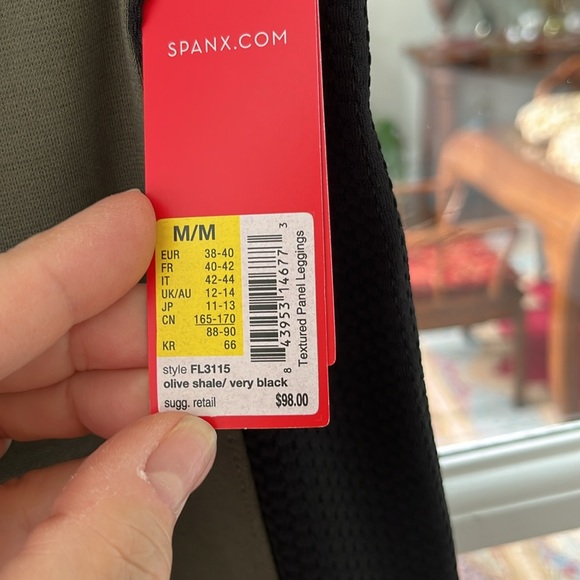 SPANX.COM
M/M
EUR 38-40
FR 40-42
IT 42-44
UK/AU 12-14
JP 11-13
CN 165-170
88-90
KR 66
8 43953 14677 3
Textured Panel Leggings
style FL3115
olive shale/ very black
sugg. retail $98.00